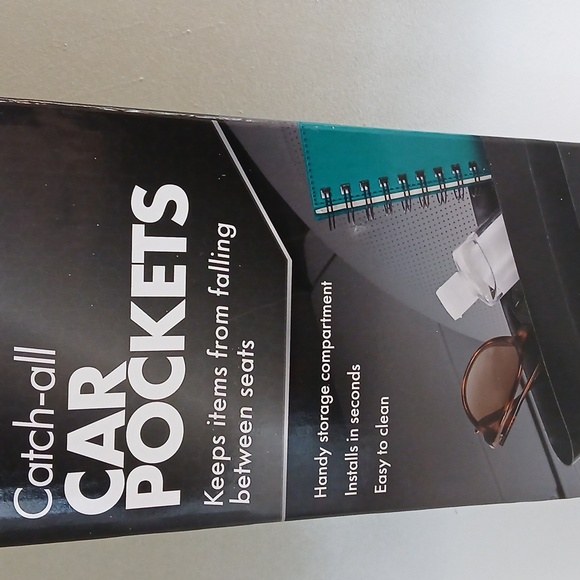 Catch-all
CAR
POCKETS
Keeps items from falling
between seats
Handy storage compartment
Installs in seconds
Easy to clean